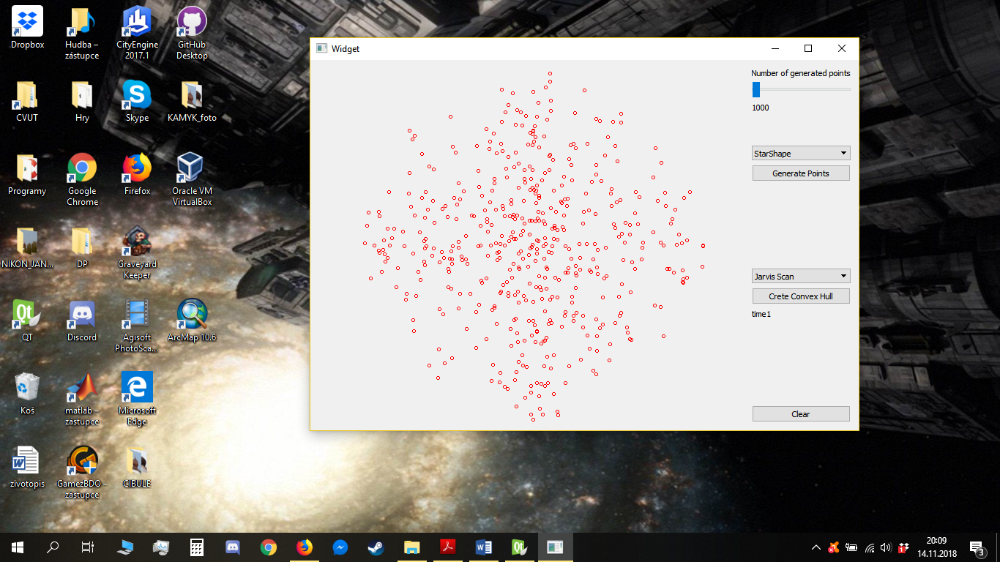 Dropbox
Hudba –
zástupce
CityEngine
2017.1
GitHub
Desktop
CVUT
Hry
Skype
KAMYK_foto
Programy
Google
Chrome
Firefox
Oracle VM
VirtualBox
NIKON_JAN...
DP
Graveyard
Keeper
QT
Discord
Agisoft
PhotoSca...
ArcMap 10.6
Koš
matlab –
zástupce
Microsoft
Edge
zivotopis
GamezBDO –
zástupce
CIBULE
Widget
Number of generated points
1000
StarShape
Generate Points
Jarvis Scan
Crete Convex Hull
time1
Clear
20:09
14.11.2018
3